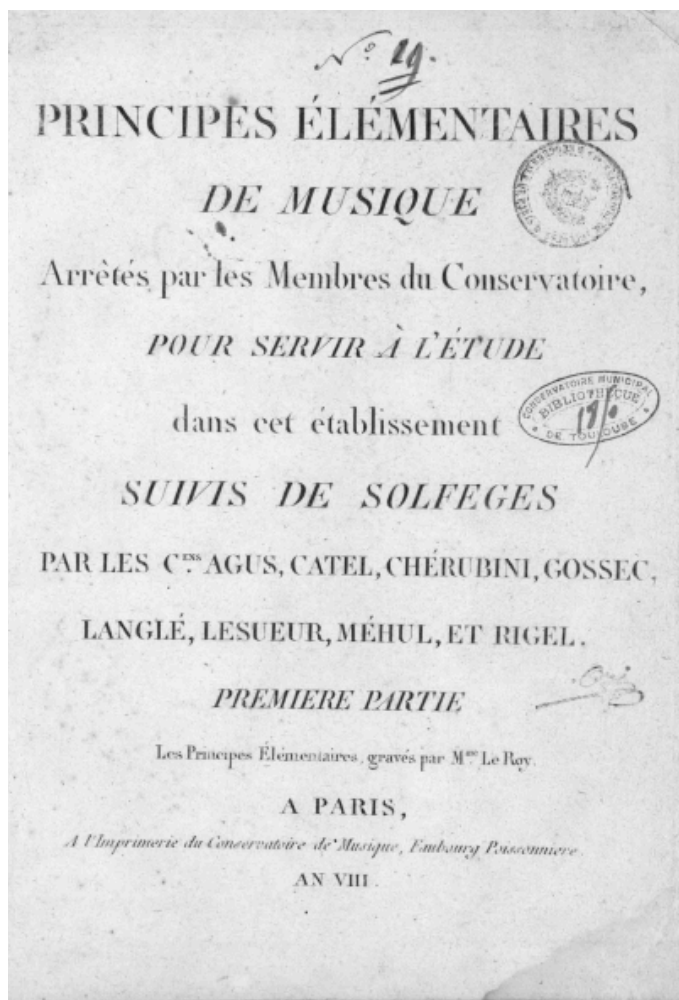 N.º 19.
PRINCIPES ÉLÉMENTAIRES
DE MUSIQUE
Arrêtés par les Membres du Conservatoire,
POUR SERVIR À L'ÉTUDE
dans cet établissement
CONSERVATOIRE MUNICIPAL
BIBLIOTHÈCUE
DE TOULOUSE
SUIVIS DE SOLFEGES
PAR LES C.ENS AGUS, CATEL, CHÉRUBINI, GOSSEC,
LANGLÉ, LESUEUR, MÉHUL, ET RIGEL.
PREMIERE PARTIE
Les Principes Élémentaires, gravés par M.me Le Roy.
A PARIS,
A l'Imprimerie du Conservatoire de Musique, Faubourg Poissonniere.
AN VIII.